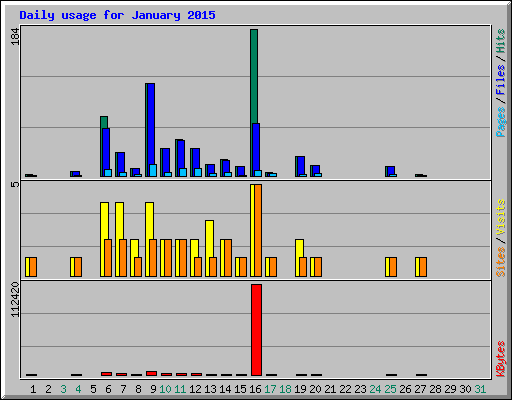 Daily usage for January 2015
184
Pages / Files / Hits
5
Sites / Visits
112420
KBytes
1 2 3 4 5 6 7 8 9 10 11 12 13 14 15 16 17 18 19 20 21 22 23 24 25 26 27 28 29 30 31